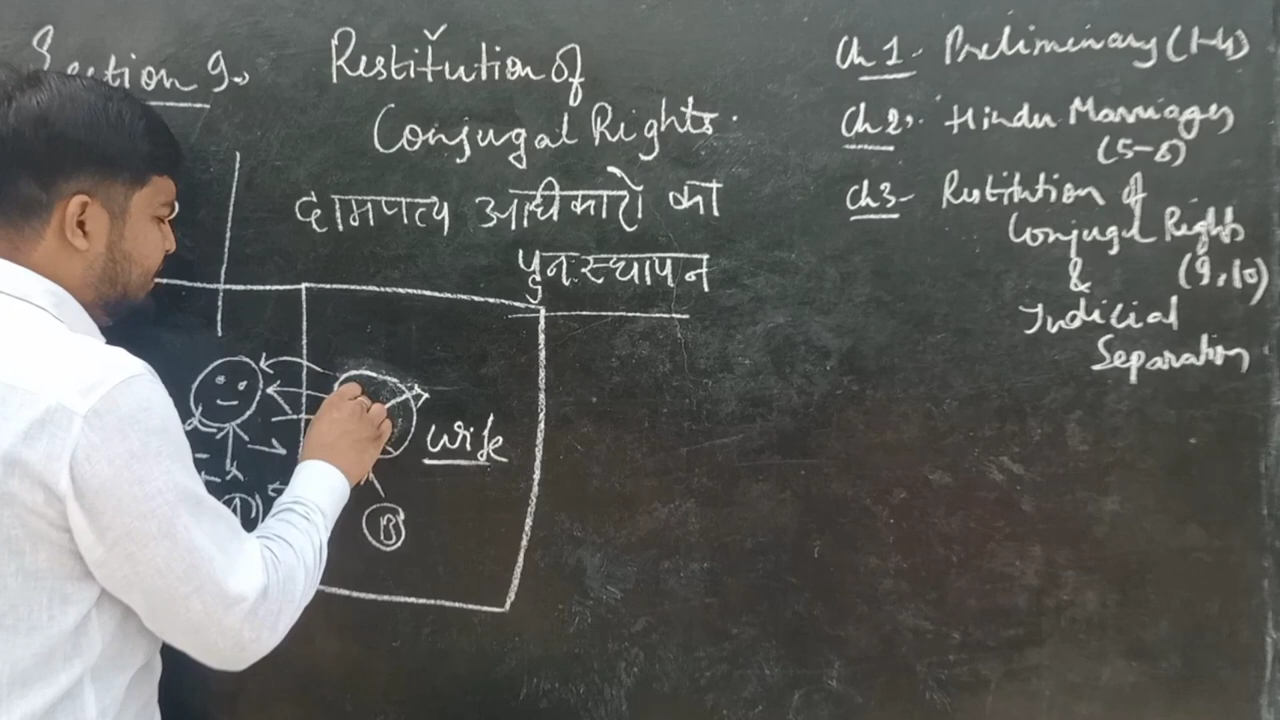 Section 9.
Restitution of
Conjugal Rights.
दामपत्य अधिकारो का
पुनःस्थापन
wife
B
Ch 1- Preliminary (1-4)
Ch 2. Hindu Marriages
(5-8)
Ch 3- Restitution of
Conjugal Rights
& (9,10)
Judicial
Separation